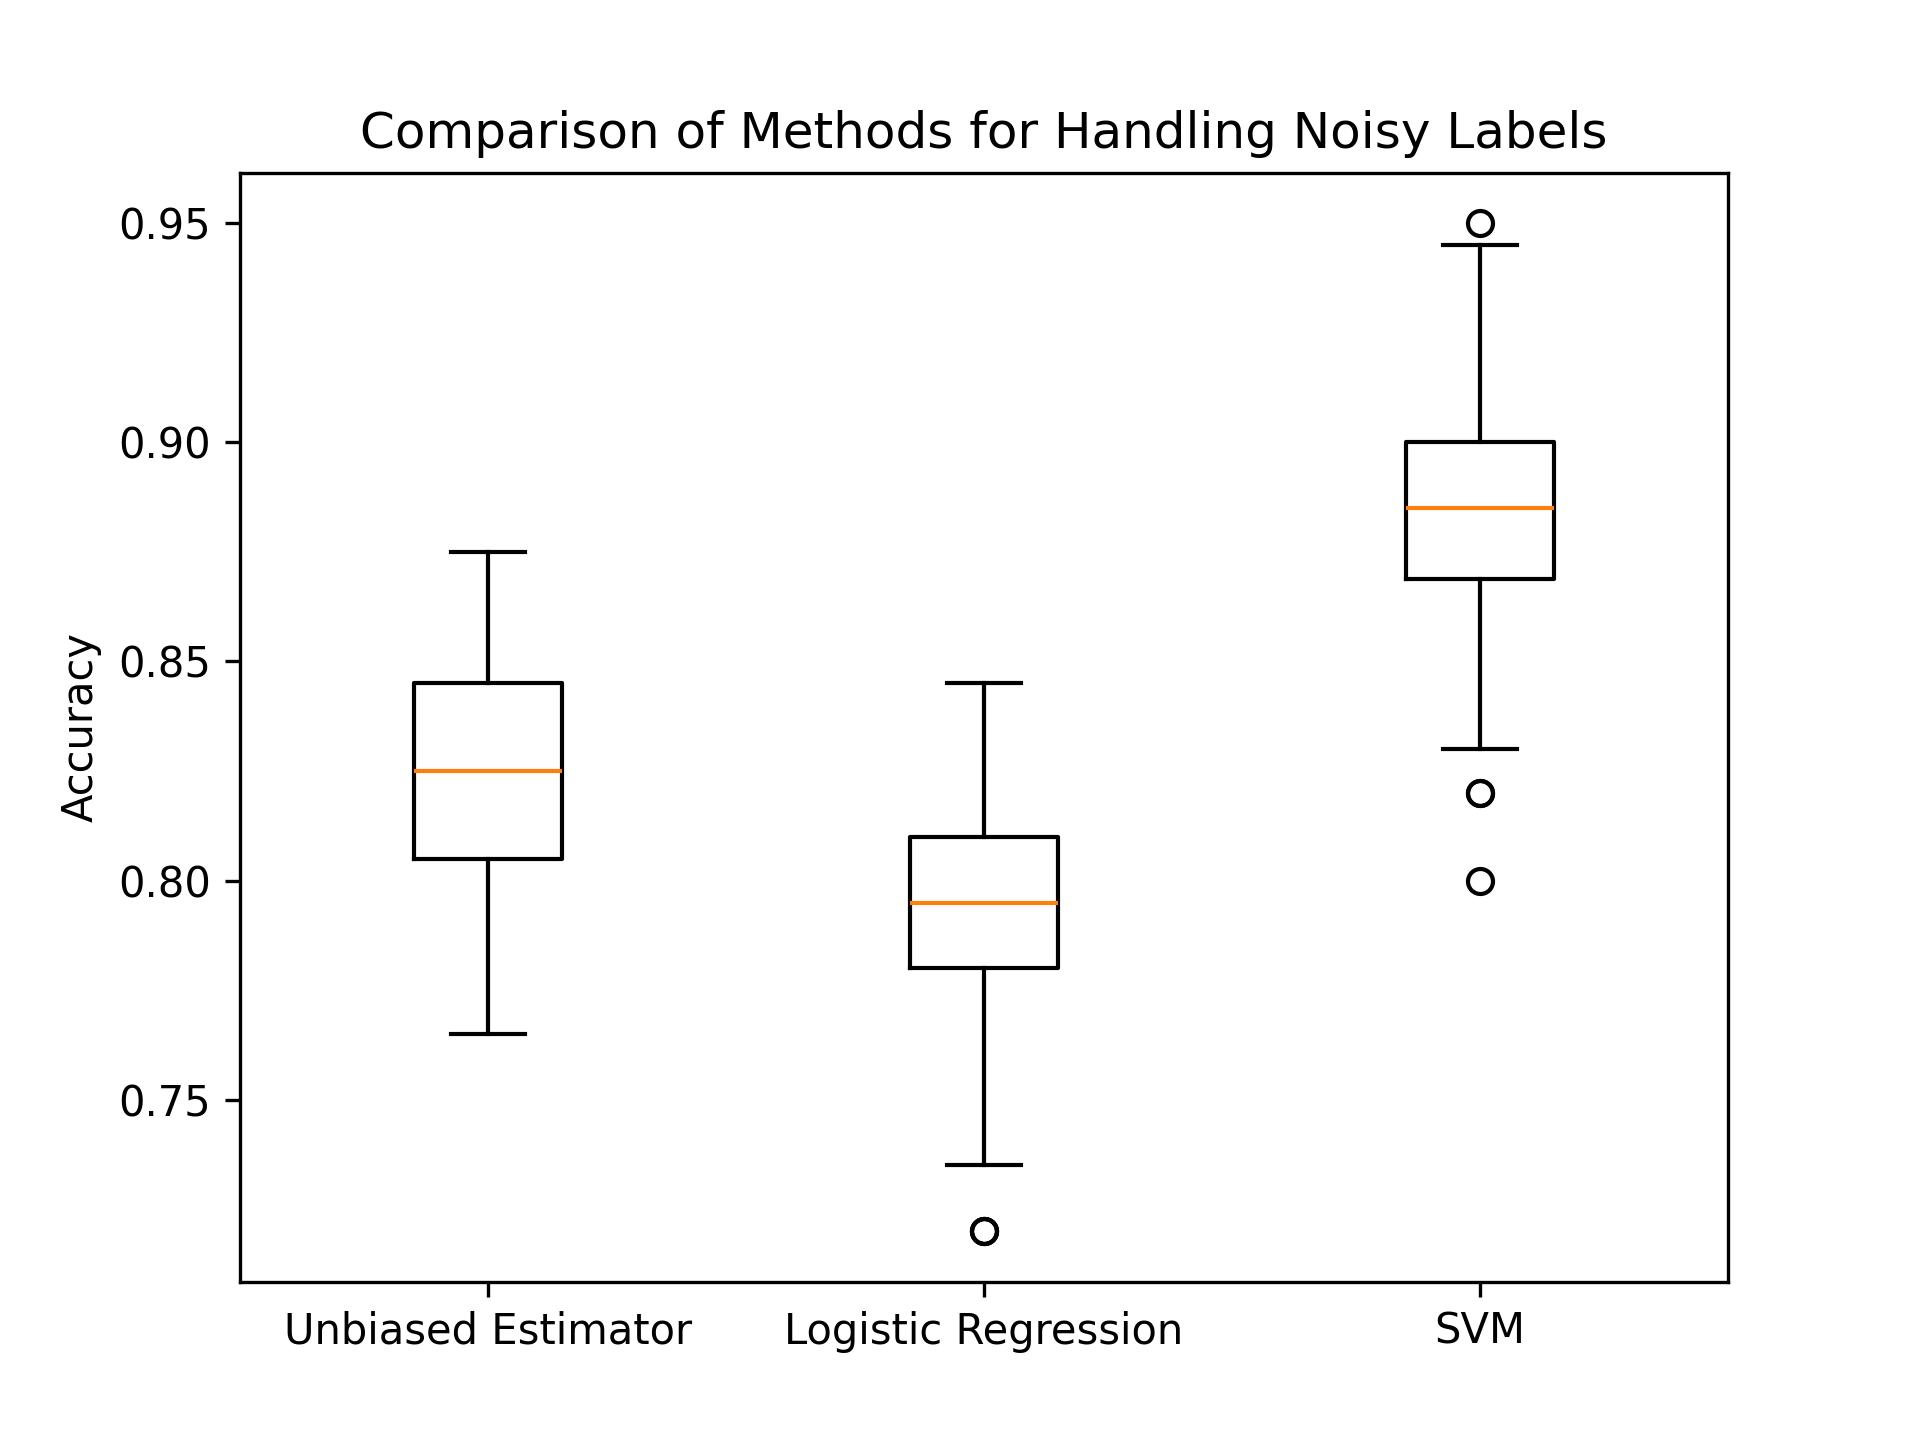 Comparison of Methods for Handling Noisy Labels
0.95
0.90
0.85
0.80
0.75
Accuracy
Unbiased Estimator
Logistic Regression
SVM